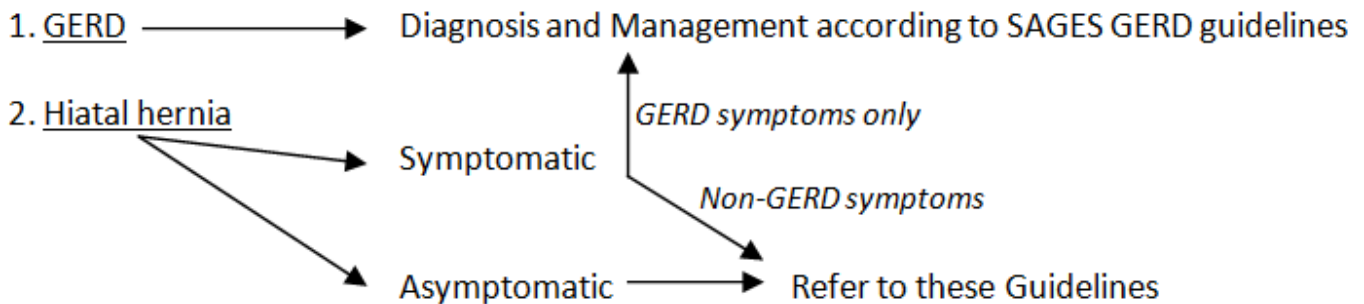 1. GERD Diagnosis and Management according to SAGES GERD guidelines
2. Hiatal hernia GERD symptoms only
Symptomatic
Non-GERD symptoms
Asymptomatic Refer to these Guidelines